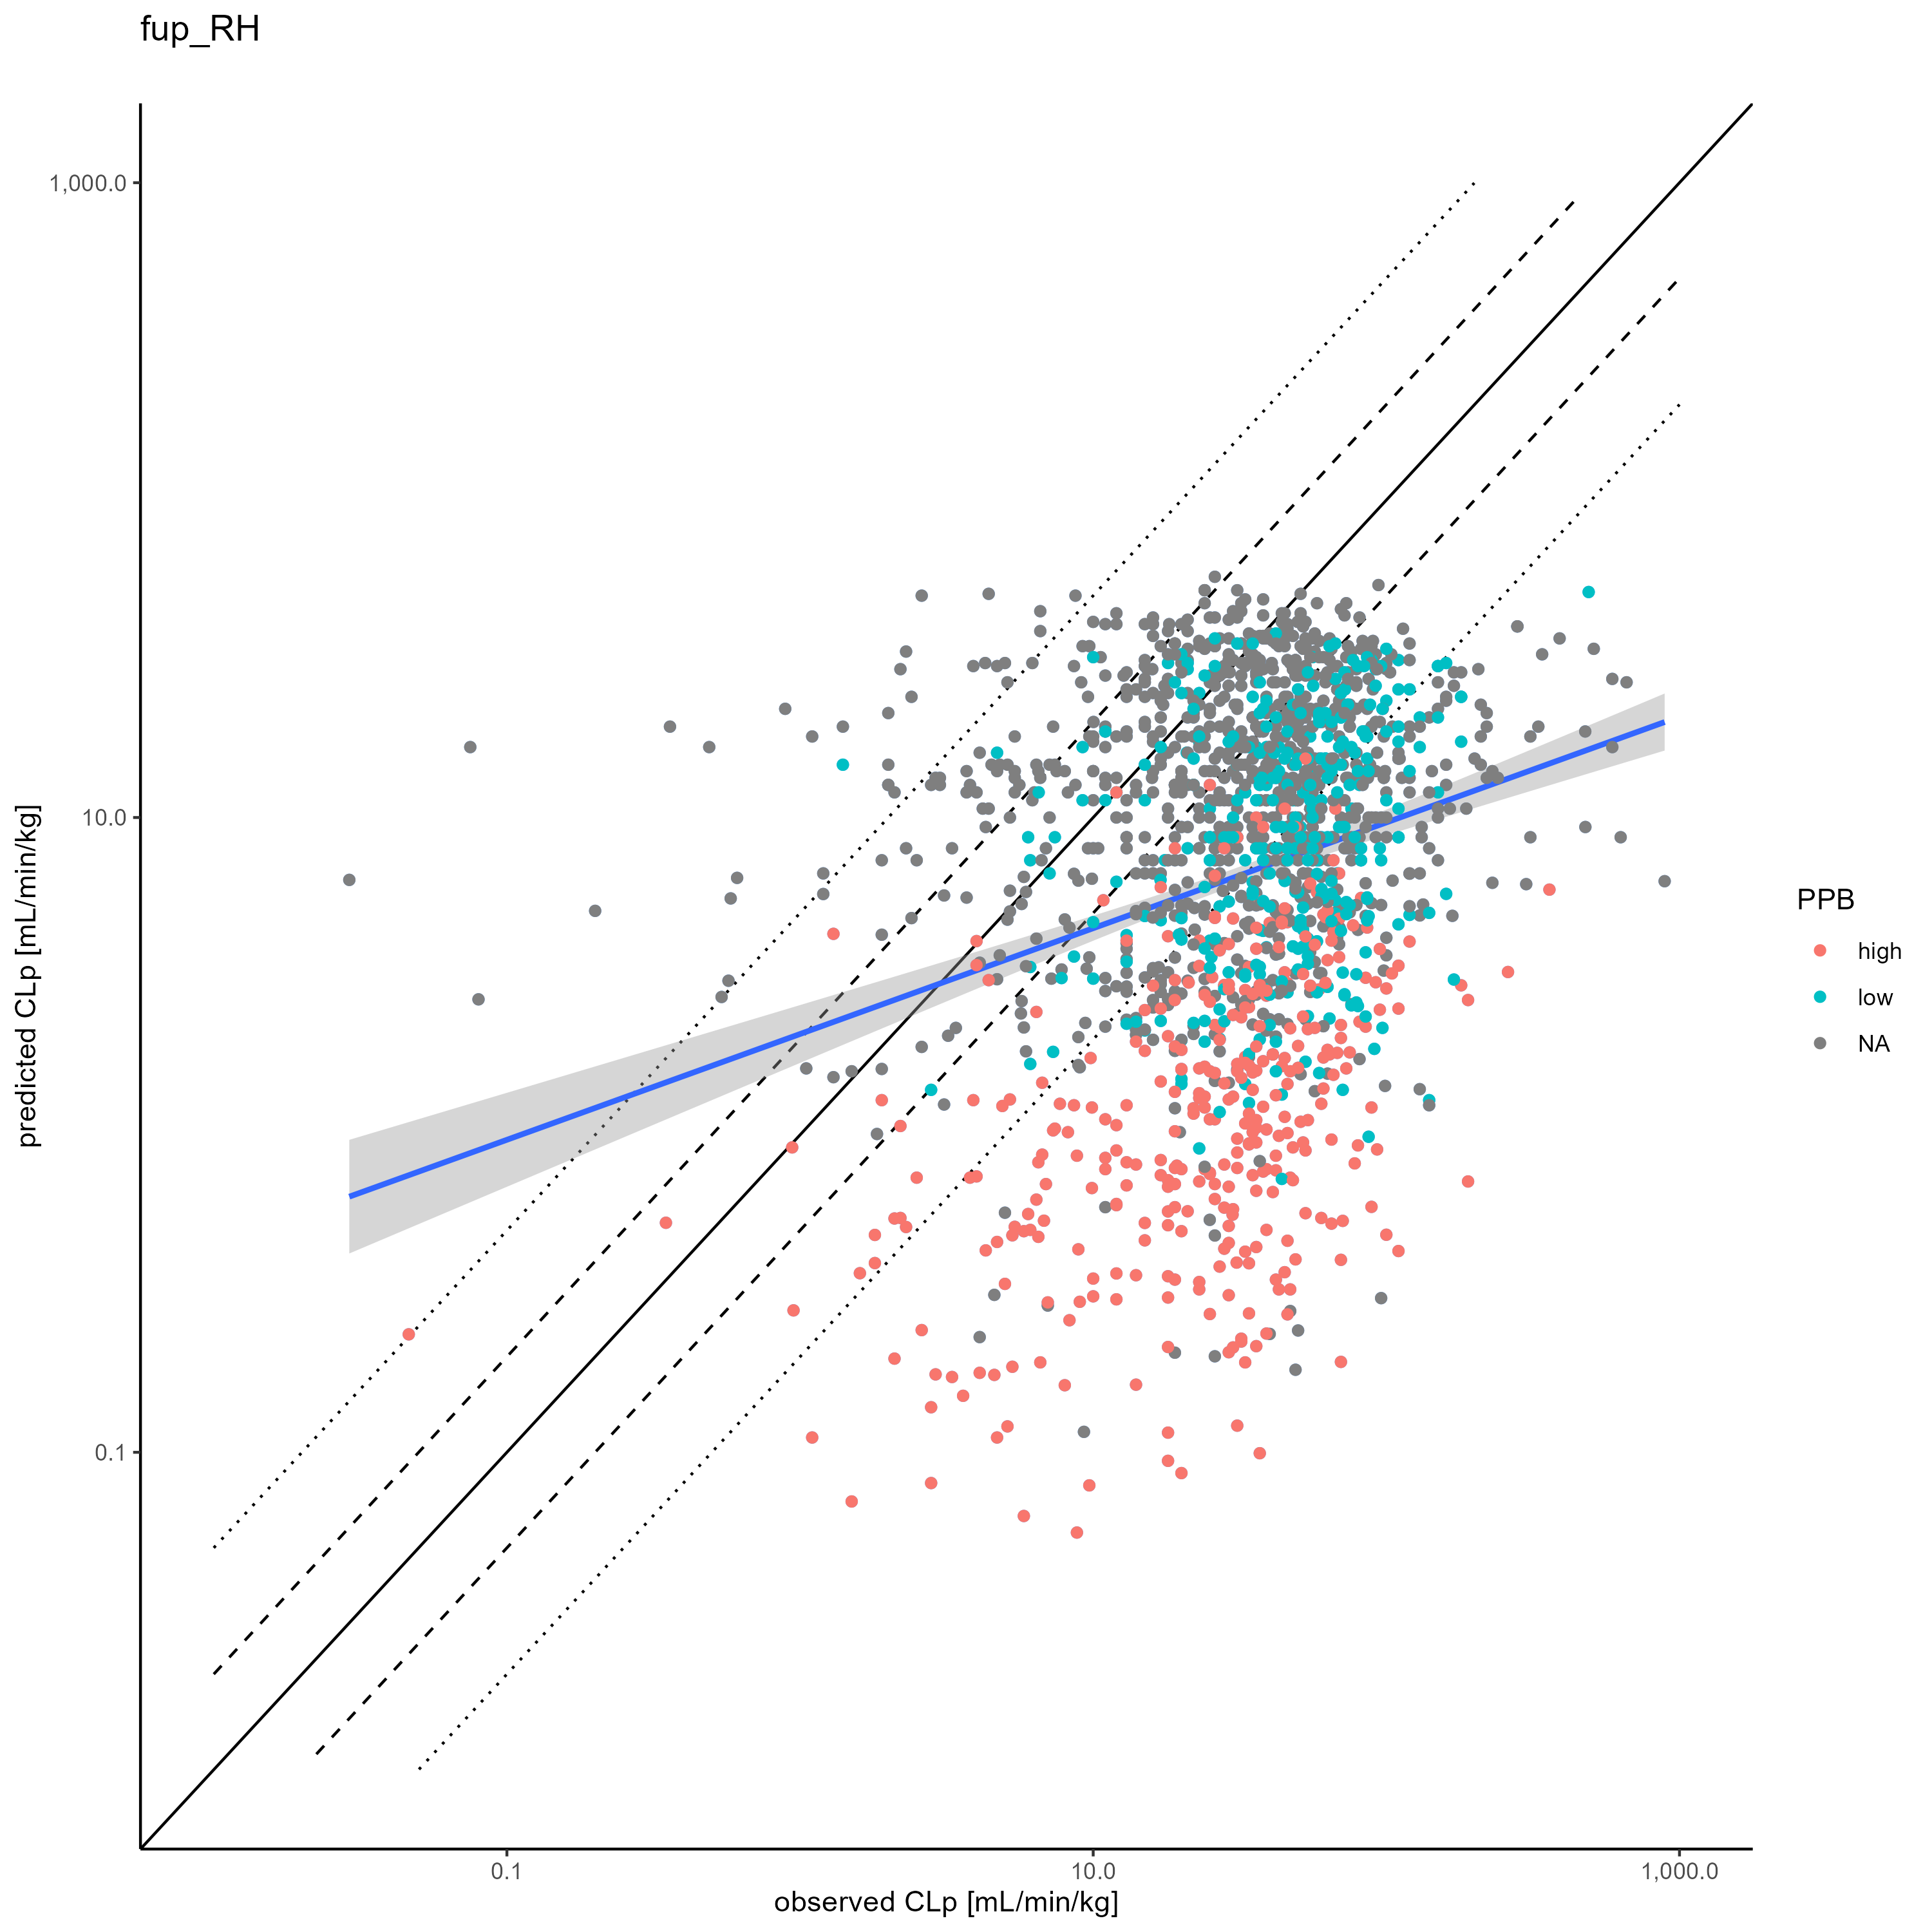 fup_RH
1,000.0
10.0
0.1
predicted CLp [mL/min/kg]
0.1
10.0
1,000.0
observed CLp [mL/min/kg]
PPB
high
low
NA